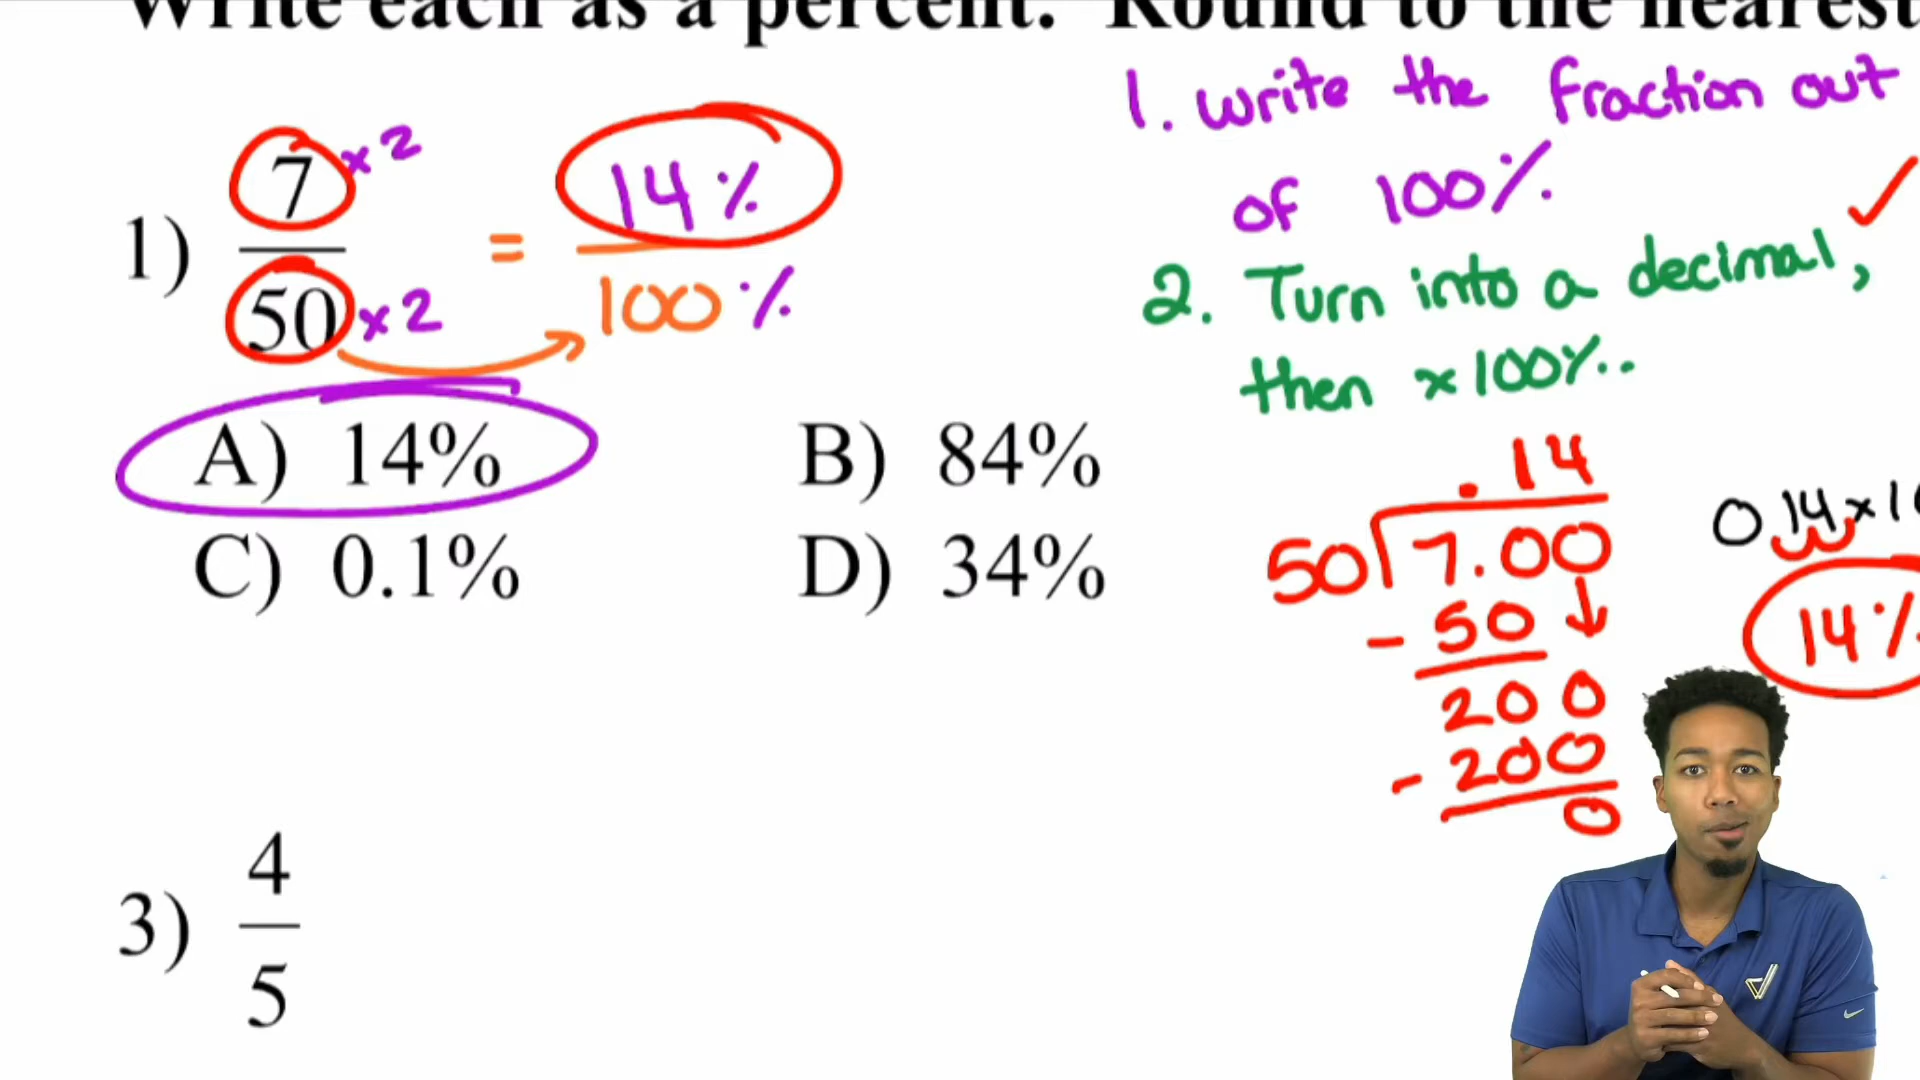 Write each as a percent. Round to the nearest
1. Write the fraction out
of 100%.
2. Turn into a decimal,
then x100%.
1) 7 x2 = 14%
50 x2 100%
A) 14% B) 84%
C) 0.1% D) 34%
.14
50 7.00
- 50
200
- 200
0
0.14 x
14%
3) 4
5